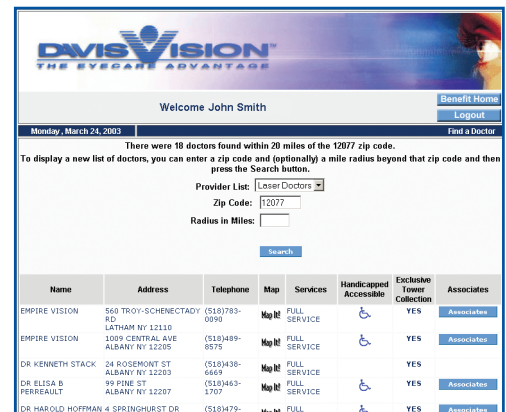 DAVIS VISION™
THE EYECARE ADVANTAGE
Welcome John Smith
Benefit Home
Logout
Monday , March 24, 2003
Find a Doctor
There were 18 doctors found within 20 miles of the 12077 zip code.
To display a new list of doctors, you can enter a zip code and (optionally) a mile radius beyond that zip code and then
press the Search button.
Provider List: Laser Doctors
Zip Code: 12077
Radius in Miles:
Search
Name Address Telephone Map Services Handicapped Accessible Exclusive Tower Collection Associates
EMPIRE VISION 560 TROY-SCHENECTADY (518)783- Map It! FULL YES Associates
RD 0090 SERVICE
LATHAM NY 12110
EMPIRE VISION 1009 CENTRAL AVE (518)489- Map It! FULL YES Associates
ALBANY NY 12205 8575 SERVICE
DR KENNETH STACK 24 ROSEMONT ST (518)438- Map It! FULL YES
ALBANY NY 12203 6669 SERVICE
DR ELISA B 99 PINE ST (518)463- Map It! FULL YES Associates
PERREAULT ALBANY NY 12207 1707 SERVICE
DR HAROLD HOFFMAN 4 SPRINGHURST DR (518)479- Map It! FULL YES Associates